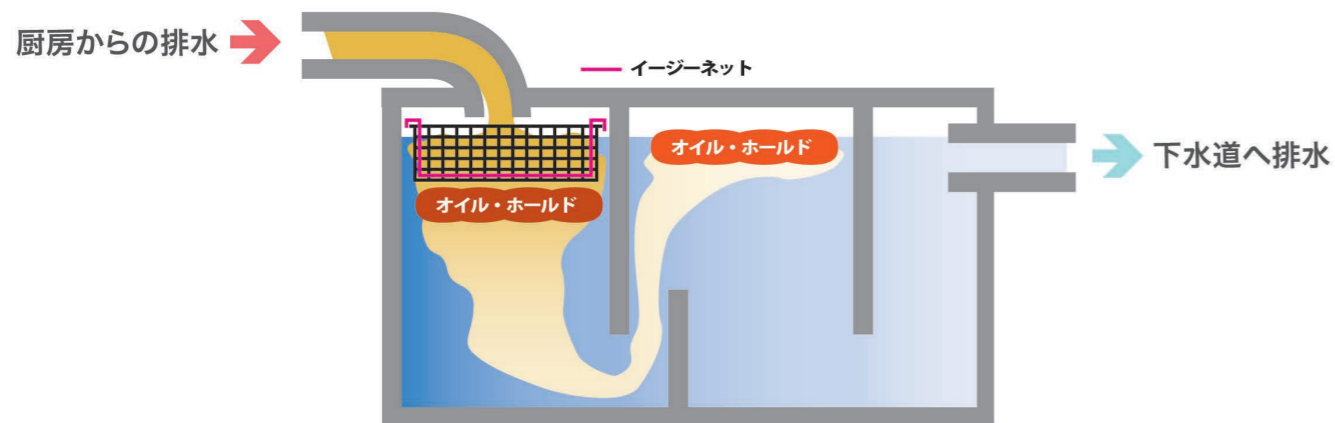 厨房からの排水
イージーネット
オイル・ホールド
下水道へ排水
オイル・ホールド